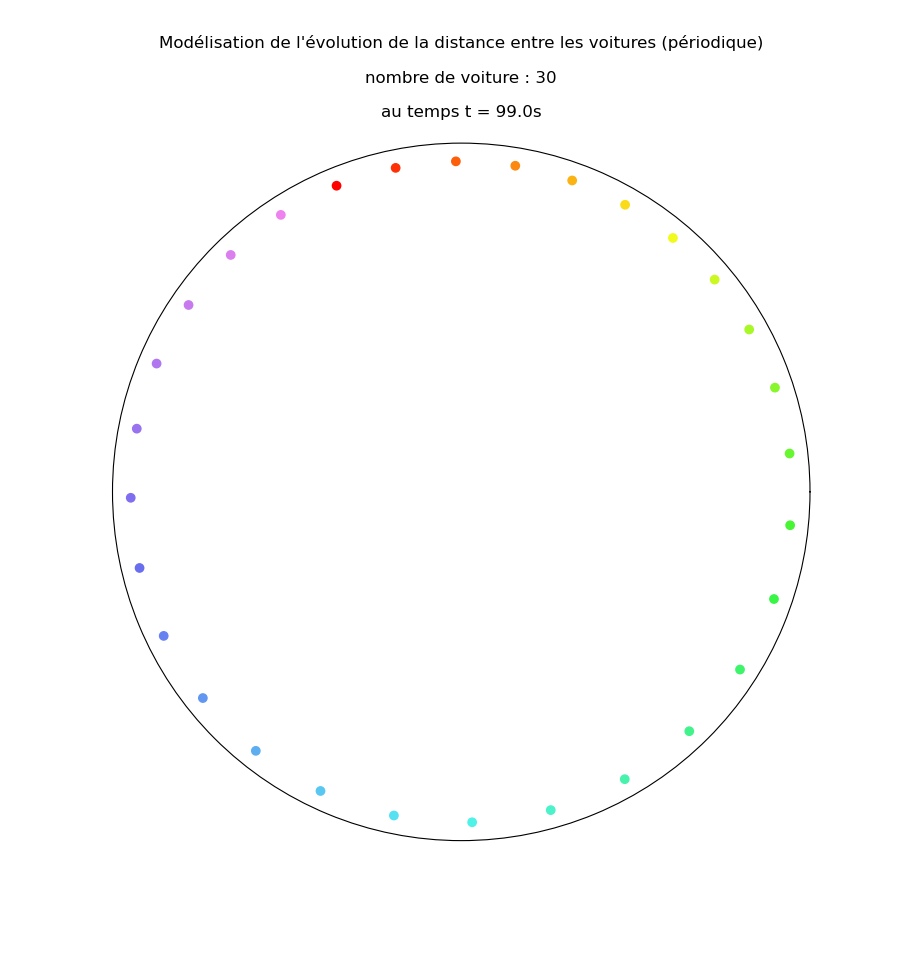 Modélisation de l'évolution de la distance entre les voitures (périodique)
nombre de voiture : 30
au temps t = 99.0s